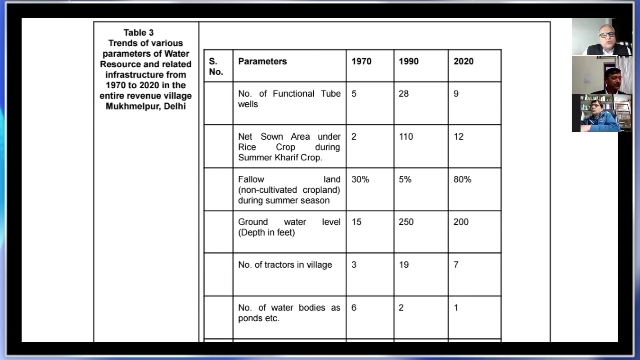 Table 3
Trends of various
parameters of Water
Resource and related
infrastructure from
1970 to 2020 in the
entire revenue village
Mukhmelpur, Delhi
S. No. Parameters 1970 1990 2020
No. of Functional Tube wells 5 28 9
Net Sown Area under Rice Crop during Summer Kharif Crop. 2 110 12
Fallow land (non-cultivated cropland) during summer season 30% 5% 80%
Ground water level (Depth in feet) 15 250 200
No. of tractors in village 3 19 7
No. of water bodies as ponds etc. 6 2 1